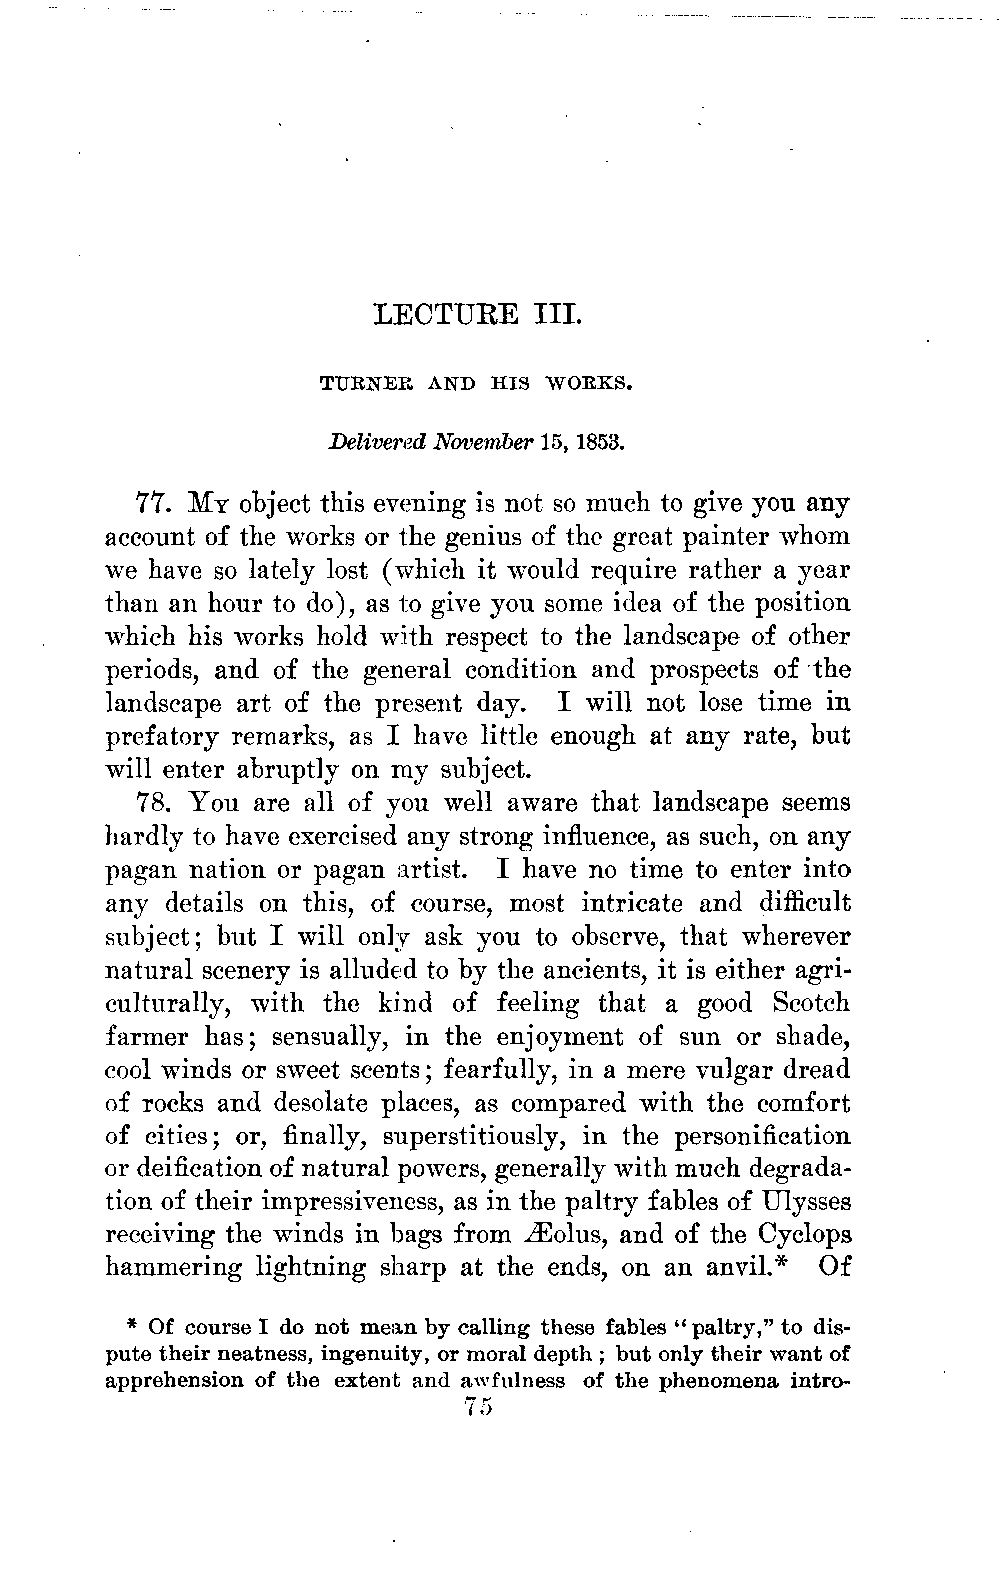 LECTURE III.
TURNER AND HIS WORKS.
Delivered November 15, 1853.
77. MY object this evening is not so much to give you any
account of the works or the genius of the great painter whom
we have so lately lost (which it would require rather a year
than an hour to do), as to give you some idea of the position
which his works hold with respect to the landscape of other
periods, and of the general condition and prospects of the
landscape art of the present day. I will not lose time in
prefatory remarks, as I have little enough at any rate, but
will enter abruptly on my subject.
78. You are all of you well aware that landscape seems
hardly to have exercised any strong influence, as such, on any
pagan nation or pagan artist. I have no time to enter into
any details on this, of course, most intricate and difficult
subject; but I will only ask you to observe, that wherever
natural scenery is alluded to by the ancients, it is either agri-
culturally, with the kind of feeling that a good Scotch
farmer has; sensually, in the enjoyment of sun or shade,
cool winds or sweet scents; fearfully, in a mere vulgar dread
of rocks and desolate places, as compared with the comfort
of cities; or, finally, superstitiously, in the personification
or deification of natural powers, generally with much degrada-
tion of their impressiveness, as in the paltry fables of Ulysses
receiving the winds in bags from Æolus, and of the Cyclops
hammering lightning sharp at the ends, on an anvil.* Of
* Of course I do not mean by calling these fables "paltry," to dis-
pute their neatness, ingenuity, or moral depth; but only their want of
apprehension of the extent and awfulness of the phenomena intro-
75